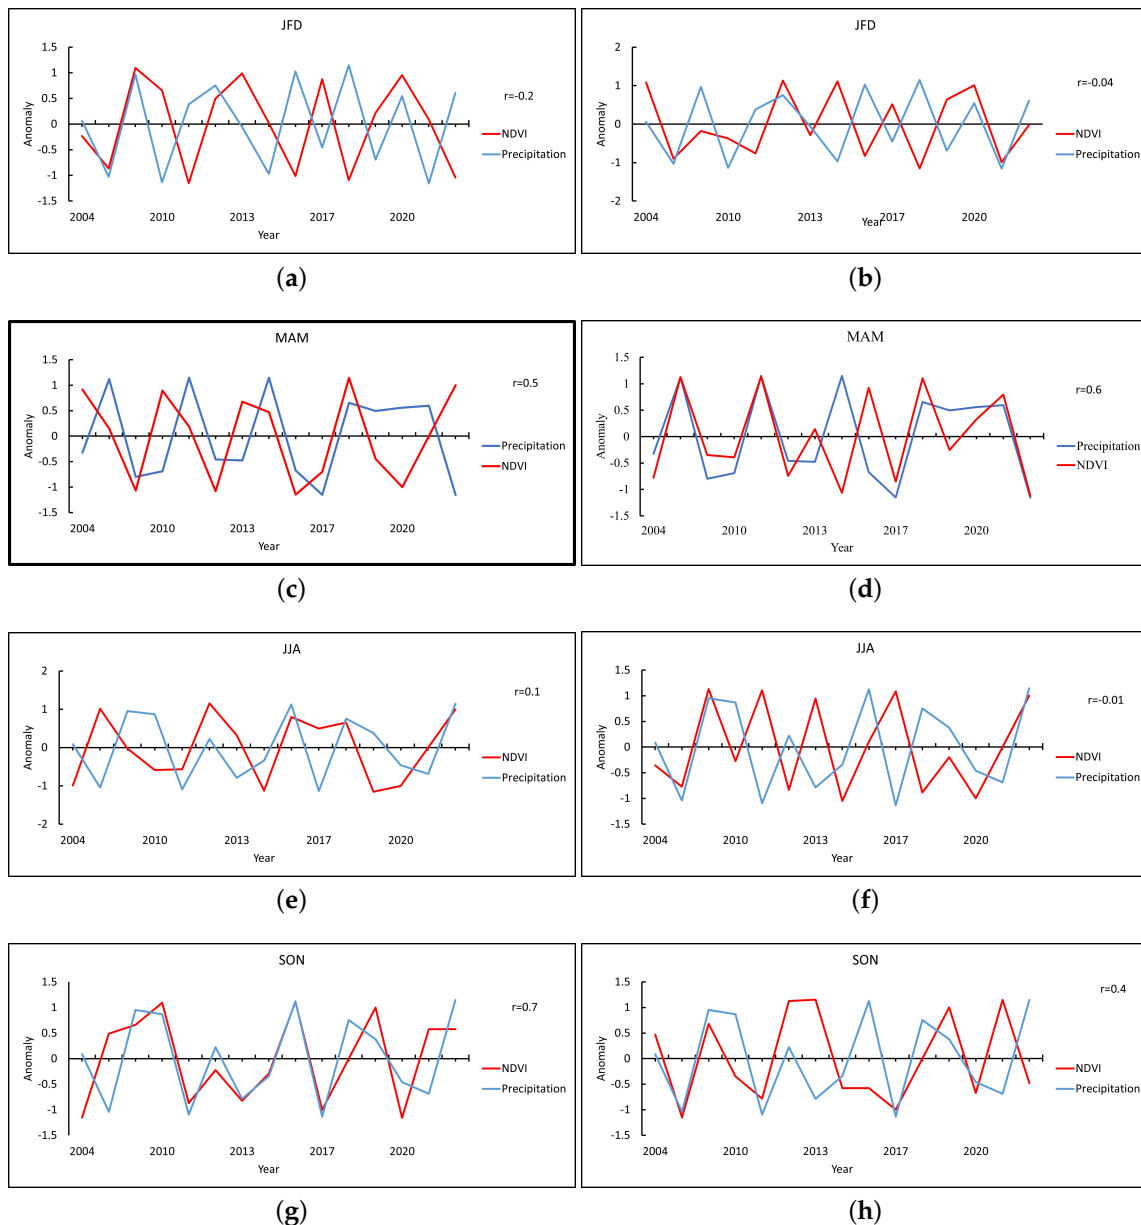 JFD
1.5
1
0.5
0
-0.5
-1
-1.5
Anomaly
2004 2010 2013 2017 2020
Year
r=-0.2
NDVI
Precipitation
(a)
JFD
2
1
0
-1
-2
Anomaly
2004 2010 2013 2017 2020
Year
r=-0.04
NDVI
Precipitation
(b)
MAM
1.5
1
0.5
0
-0.5
-1
-1.5
Anomaly
2004 2010 2013 2017 2020
Year
r=0.5
Precipitation
NDVI
(c)
MAM
1.5
1
0.5
0
-0.5
-1
-1.5
Anomaly
2004 2010 2013 2017 2020
Year
r=0.6
Precipitation
NDVI
(d)
JJA
2
1
0
-1
-2
Anomaly
2004 2010 2013 2017 2020
Year
r=0.1
NDVI
Precipitation
(e)
JJA
1.5
1
0.5
0
-0.5
-1
-1.5
Anomaly
2004 2010 2013 2017 2020
Year
r=-0.01
NDVI
Precipitation
(f)
SON
1.5
1
0.5
0
-0.5
-1
-1.5
Anomaly
2004 2010 2013 2017 2020
Year
r=0.7
NDVI
Precipitation
(g)
SON
1.5
1
0.5
0
-0.5
-1
-1.5
Anomaly
2004 2010 2013 2017 2020
Year
r=0.4
NDVI
Precipitation
(h)